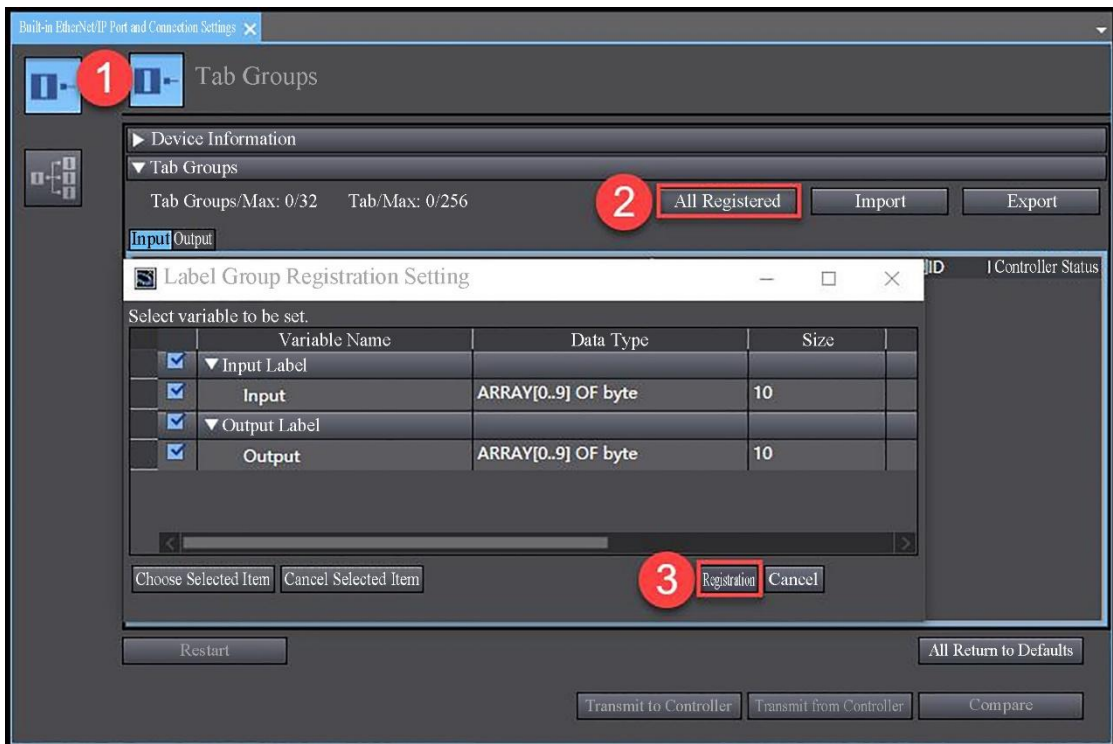 Built-in EtherNet/IP Port and Connection Settings
1
Tab Groups
Device Information
Tab Groups
Tab Groups/Max: 0/32 Tab/Max: 0/256
2
All Registered Import Export
Input Output
ID Controller Status
Label Group Registration Setting
Select variable to be set.
Variable Name Data Type Size
Input Label
Input ARRAY[0..9] OF byte 10
Output Label
Output ARRAY[0..9] OF byte 10
Choose Selected Item Cancel Selected Item 3 Registration Cancel
Restart All Return to Defaults
Transmit to Controller Transmit from Controller Compare